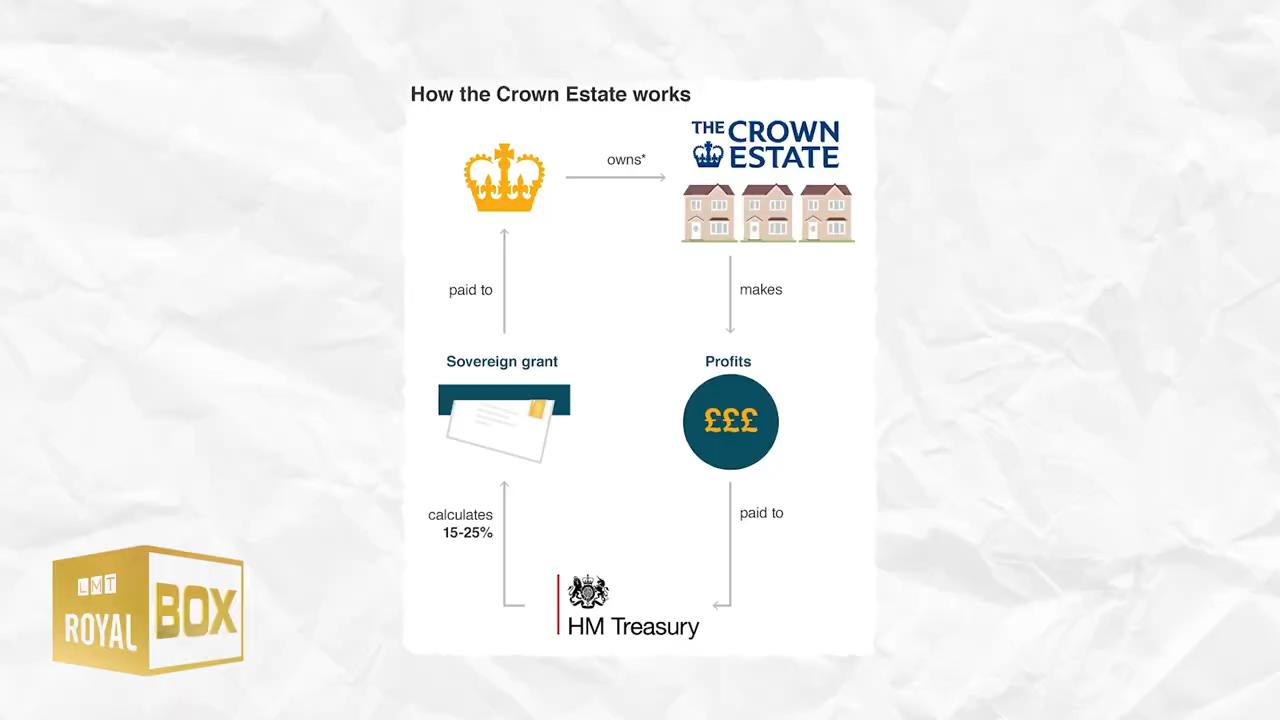 How the Crown Estate works
owns*
THE CROWN
ESTATE
paid to
makes
Sovereign grant
Profits
£££
calculates
15-25%
paid to
HM Treasury
LMT
ROYAL
BOX